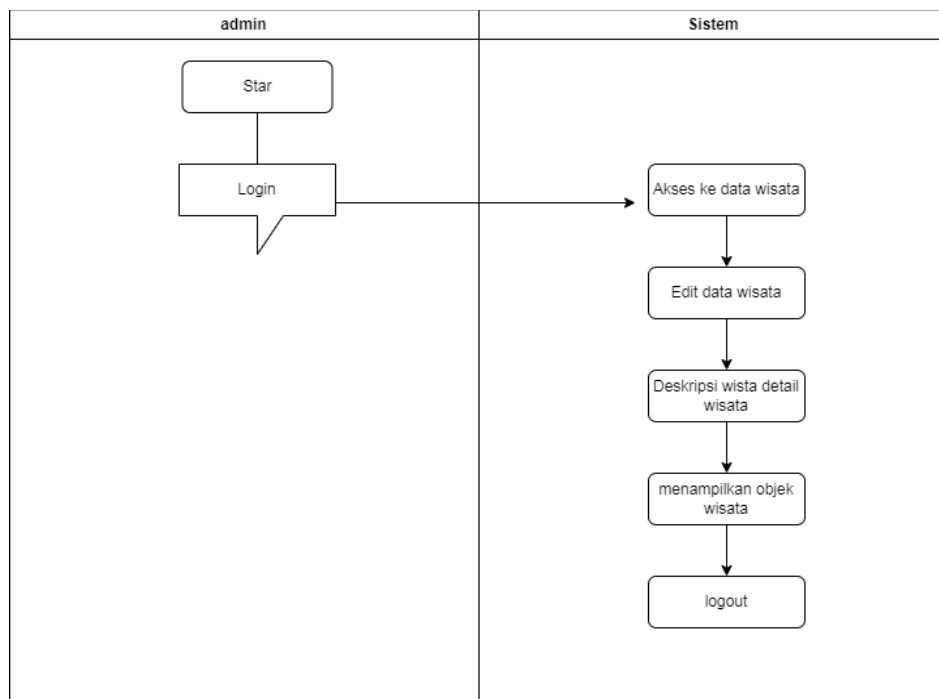 admin
Sistem
Star
Login
Akses ke data wisata
Edit data wisata
Deskripsi wista detail
wisata
menampilkan objek
wisata
logout